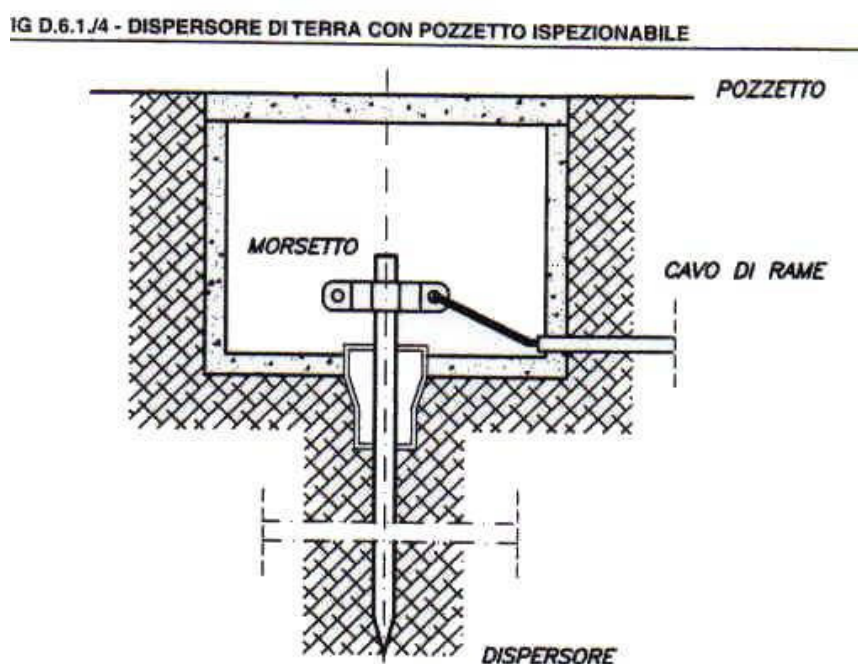 IG D.6.1./4 - DISPERSORE DI TERRA CON POZZETTO ISPEZIONABILE
POZZETTO
MORSETTO
CAVO DI RAME
DISPERSORE